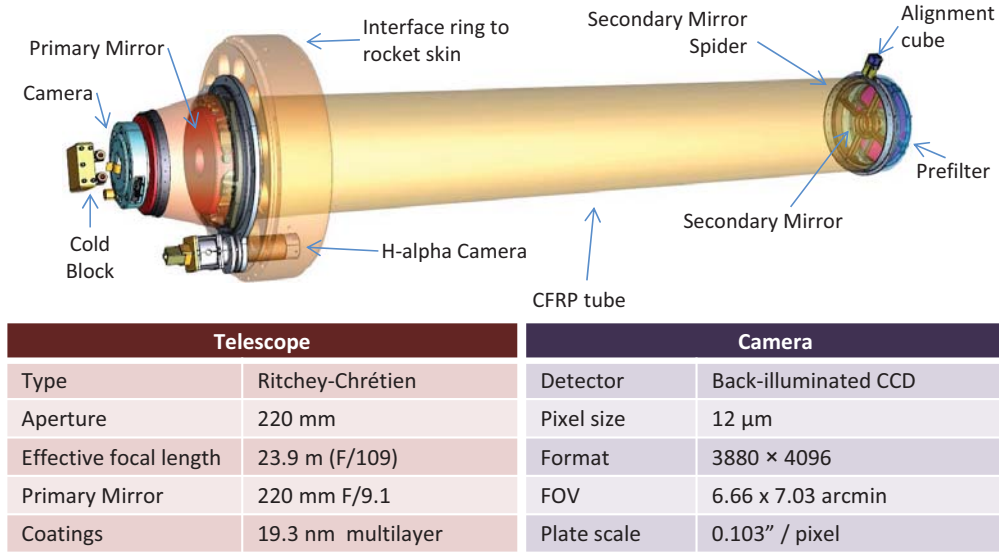 Primary Mirror
Camera
Cold
Block
Interface ring to
rocket skin
H-alpha Camera
Secondary Mirror
Spider
Alignment
cube
Prefilter
Secondary Mirror
CFRP tube
Telescope
Type Ritchey-Chrétien
Aperture 220 mm
Effective focal length 23.9 m (F/109)
Primary Mirror 220 mm F/9.1
Coatings 19.3 nm multilayer
Camera
Detector Back-illuminated CCD
Pixel size 12 μm
Format 3880 × 4096
FOV 6.66 x 7.03 arcmin
Plate scale 0.103” / pixel